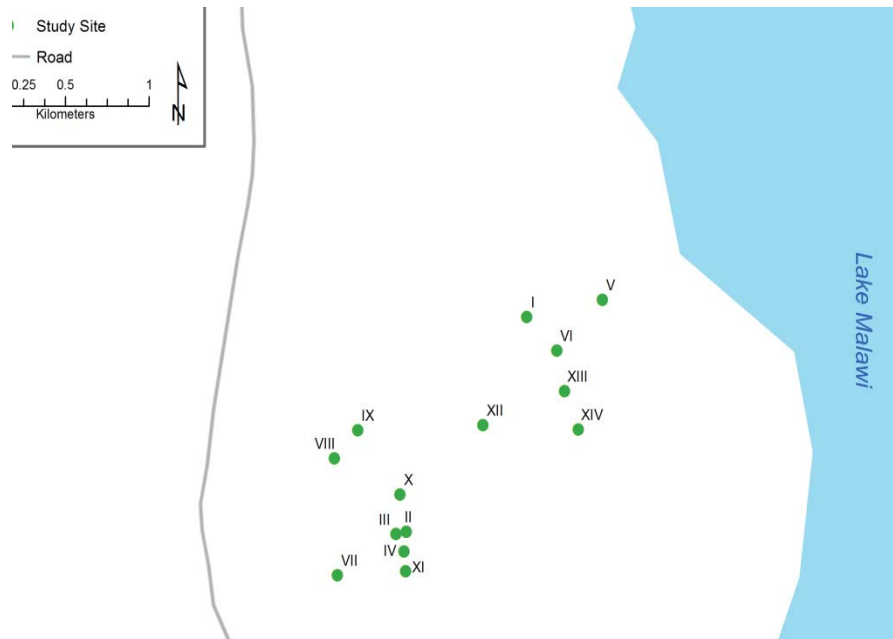 Study Site
Road
0.25 0.5 1
Kilometers
N
V
I
VI
XIII
XII
XIV
IX
VIII
X
III
II
IV
XI
VII
Lake Malawi